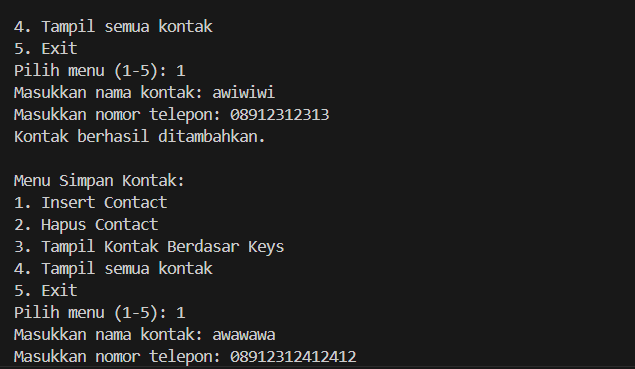 4. Tampil semua kontak
5. Exit
Pilih menu (1-5): 1
Masukkan nama kontak: awiwiwi
Masukkan nomor telepon: 08912312313
Kontak berhasil ditambahkan.
Menu Simpan Kontak:
1. Insert Contact
2. Hapus Contact
3. Tampil Kontak Berdasar Keys
4. Tampil semua kontak
5. Exit
Pilih menu (1-5): 1
Masukkan nama kontak: awawawa
Masukkan nomor telepon: 08912312412412